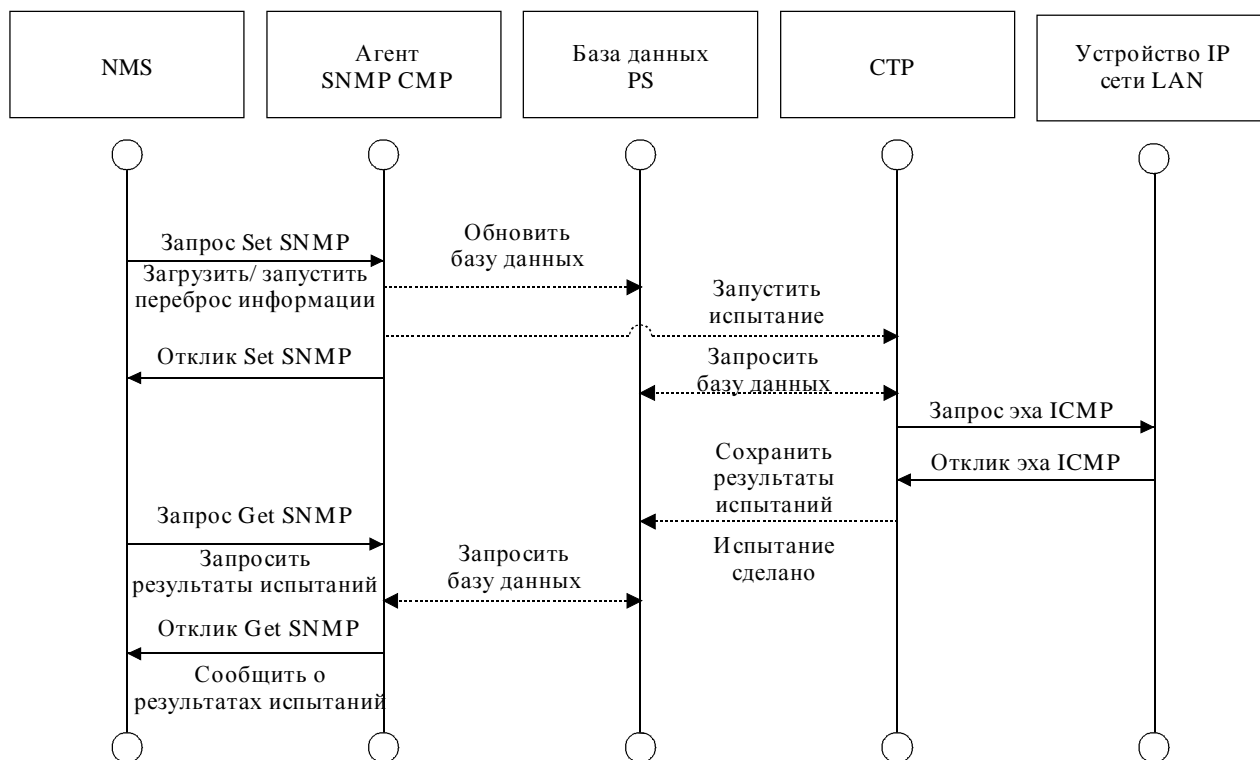 NMS
Агент
SNMP CMP
База данных
PS
CTP
Устройство IP
сети LAN
Запрос Set SNMP
Загрузить/ запустить
переброс информации
Обновить
базу данных
Запустить
испытание
Отклик Set SNMP
Запросить
базу данных
Запрос эха ICMP
Отклик эха ICMP
Сохранить
результаты
испытаний
Испытание
сделано
Запрос Get SNMP
Запросить
результаты испытаний
Запросить
базу данных
Отклик Get SNMP
Сообщить о
результатах испытаний